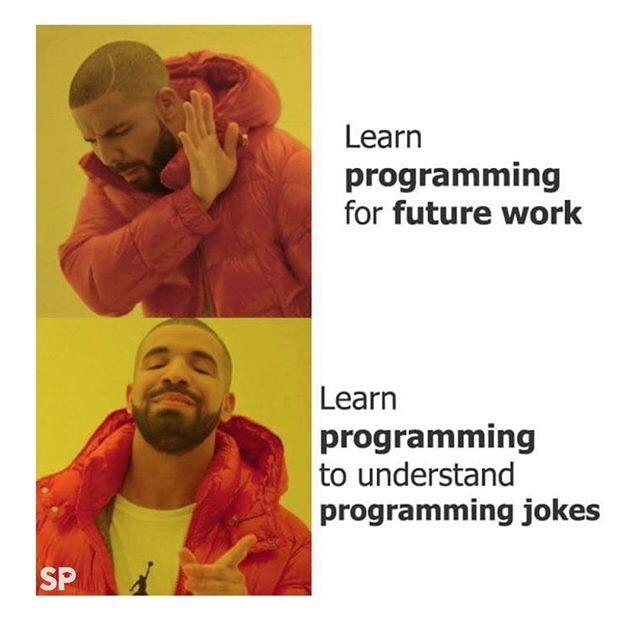 Learn
programming
for future work
Learn
programming
to understand
programming jokes
SP